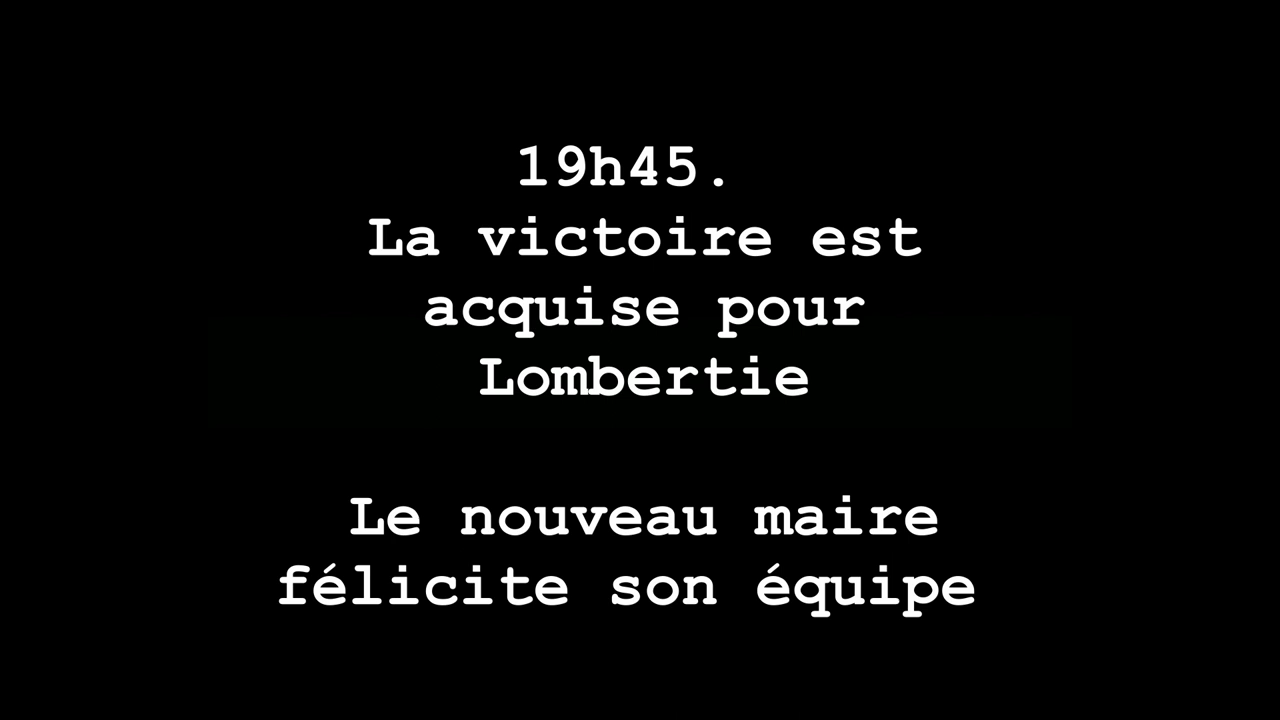 19h45.
La victoire est
acquise pour
Lombertie
Le nouveau maire
félicite son équipe